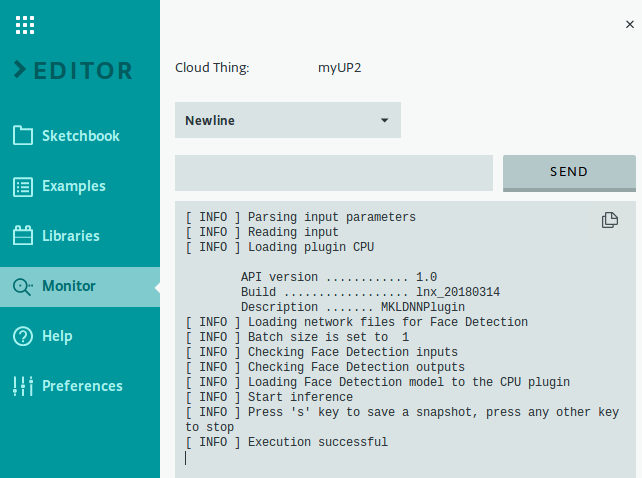 EDITOR
Sketchbook
Examples
Libraries
Monitor
Help
Preferences
Cloud Thing: myUP2
Newline
SEND
[ INFO ] Parsing input parameters
[ INFO ] Reading input
[ INFO ] Loading plugin CPU
API version ............ 1.0
Build .................. lnx_20180314
Description ....... MKLDNNPlugin
[ INFO ] Loading network files for Face Detection
[ INFO ] Batch size is set to  1
[ INFO ] Checking Face Detection inputs
[ INFO ] Checking Face Detection outputs
[ INFO ] Loading Face Detection model to the CPU plugin
[ INFO ] Start inference
[ INFO ] Press 's' key to save a snapshot, press any other key
to stop
[ INFO ] Execution successful